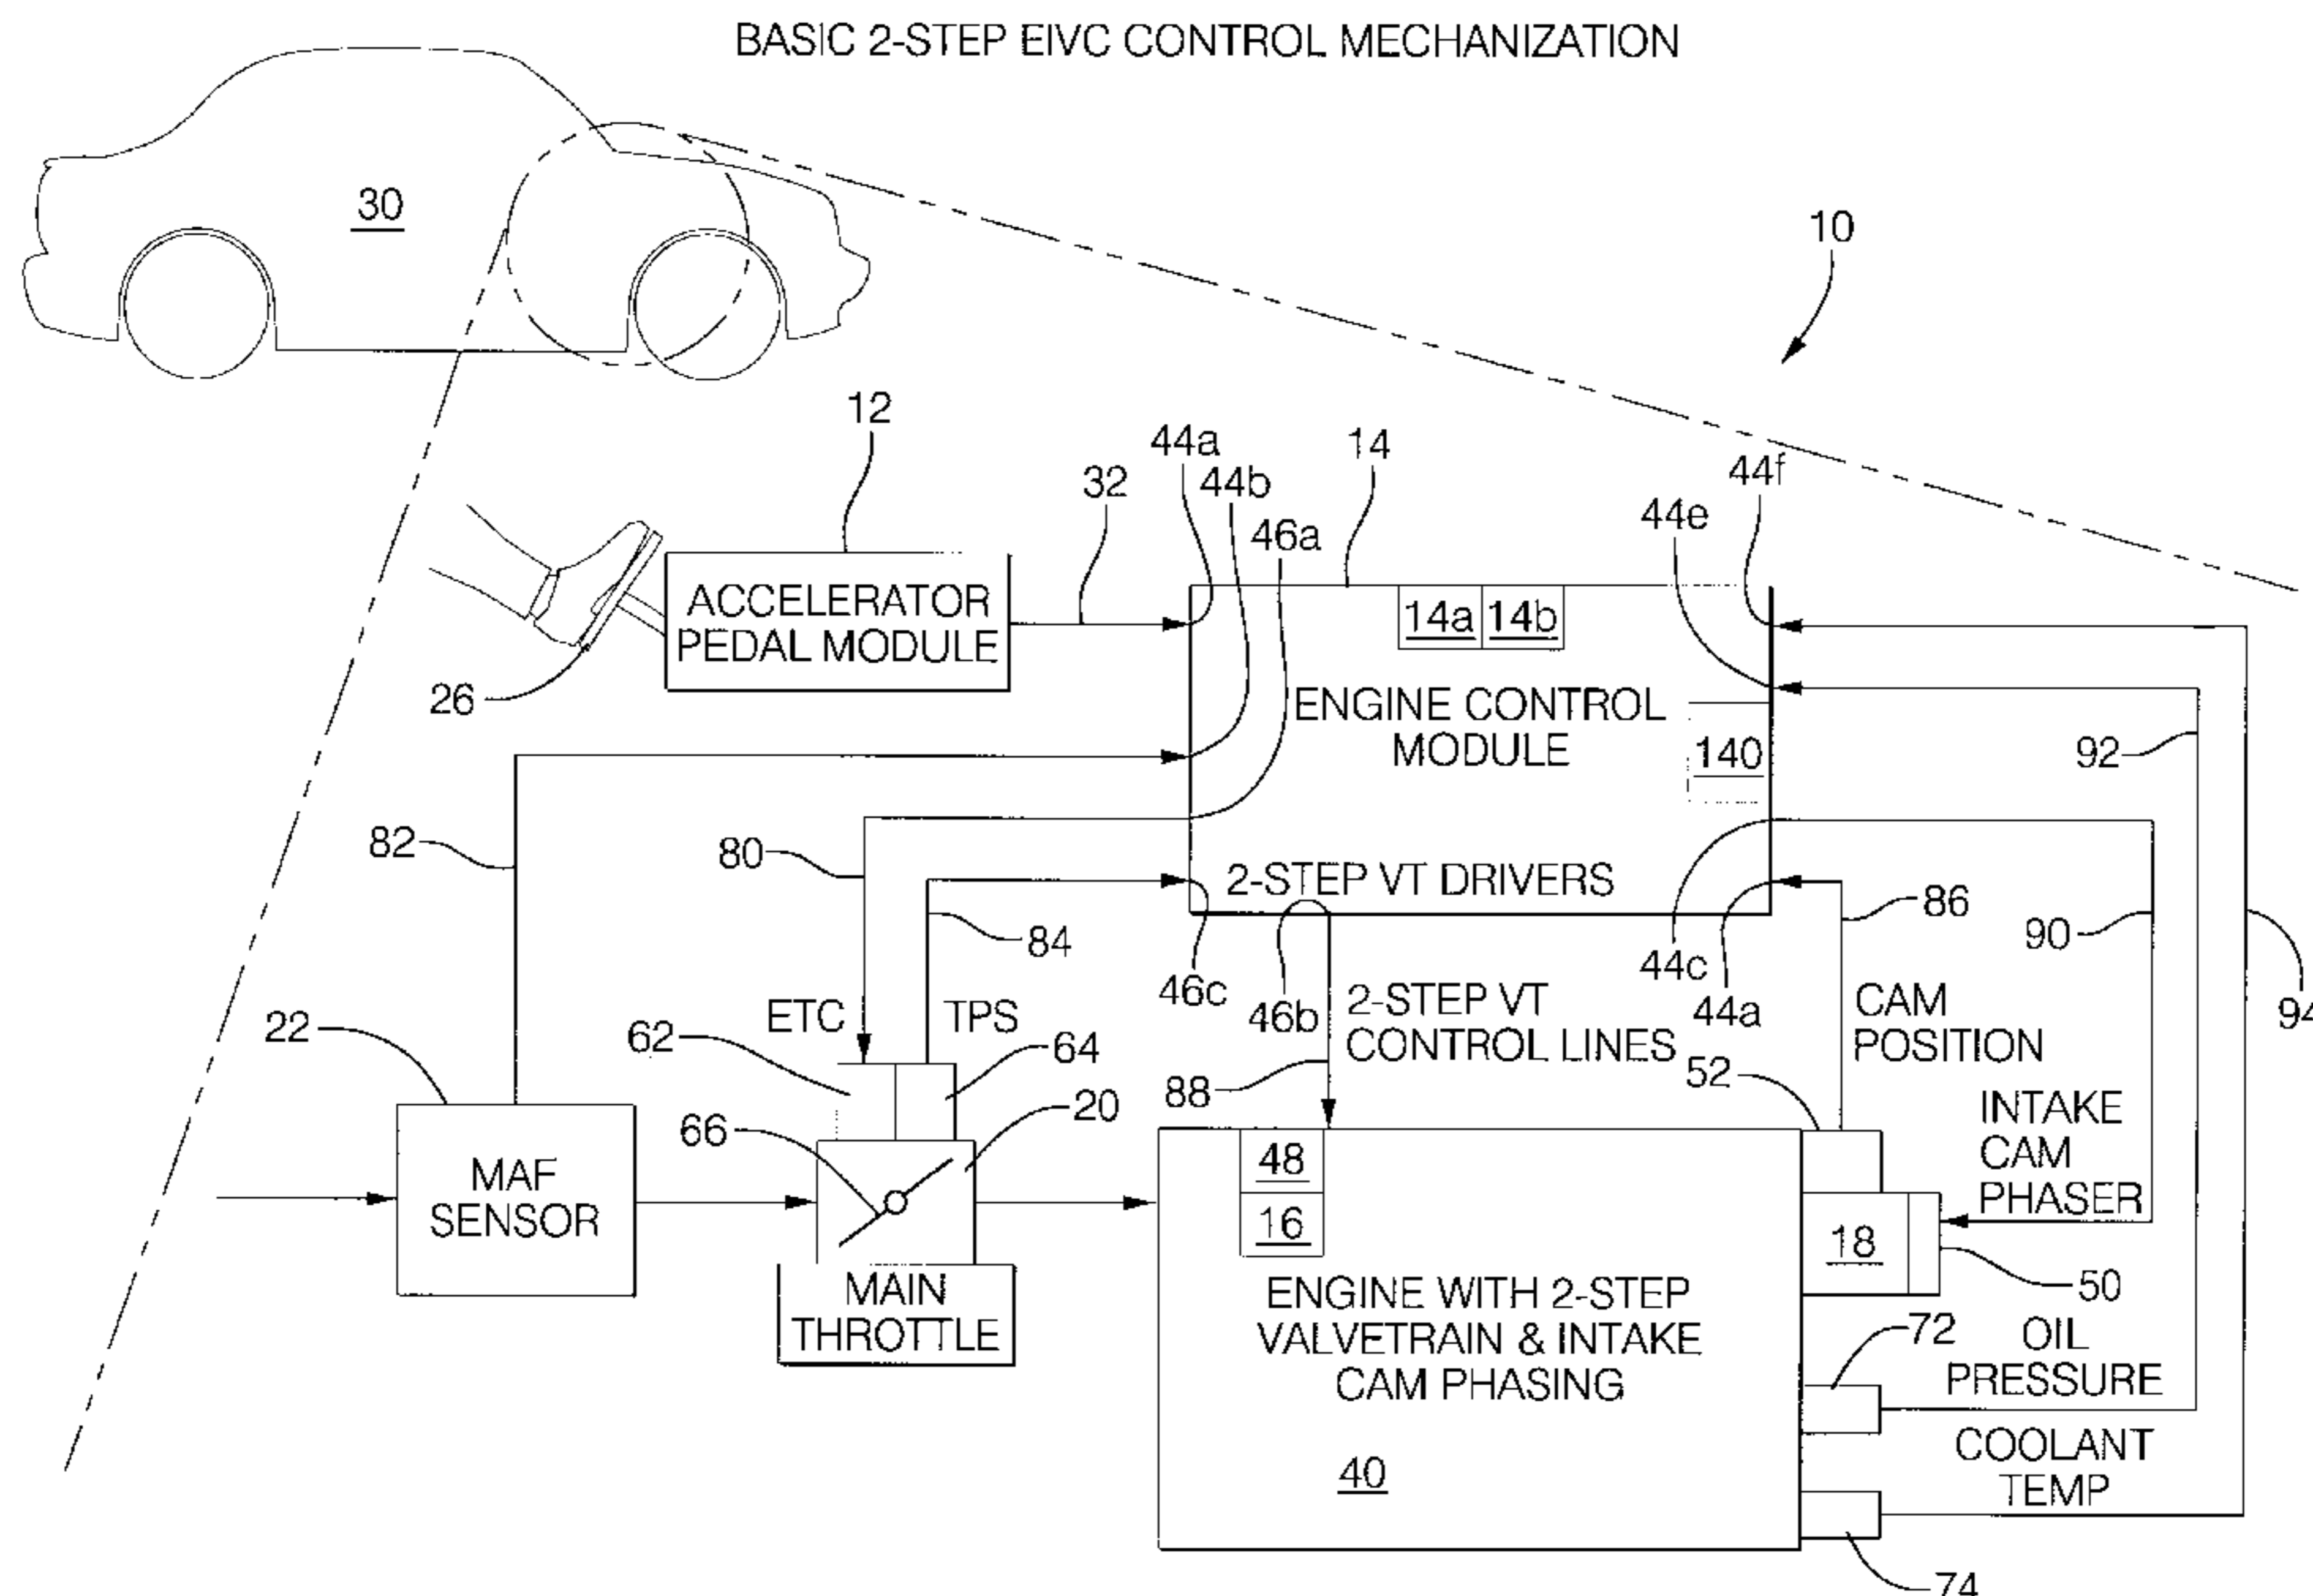 BASIC 2-STEP EIVC CONTROL MECHANIZATION
30
10
12
44a
14
44f
32
44b
44e
46a
ACCELERATOR
PEDAL MODULE
14a
14b
26
ENGINE CONTROL
MODULE
140
92
82
80
2-STEP VT DRIVERS
86
84
90
46c
46b
44c
44a
94
ETC
TPS
2-STEP VT
CONTROL LINES
CAM
POSITION
22
62
64
88
52
66
20
INTAKE
CAM
PHASER
MAF
SENSOR
48
16
18
50
MAIN
THROTTLE
ENGINE WITH 2-STEP
VALVETRAIN & INTAKE
CAM PHASING
72
OIL
PRESSURE
40
COOLANT
TEMP
74